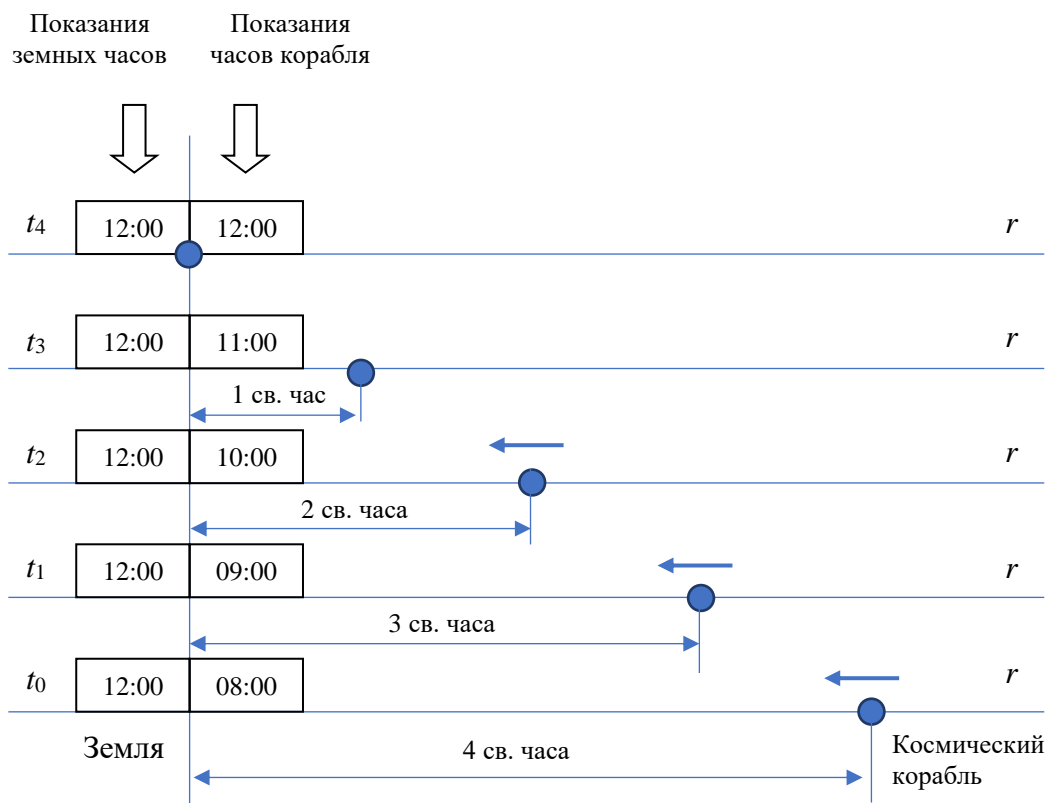 Показания
земных часов
Показания
часов корабля
t4 12:00 12:00 r
t3 12:00 11:00 r
1 св. час
t2 12:00 10:00 r
2 св. часа
t1 12:00 09:00 r
3 св. часа
t0 12:00 08:00 r
Земля
4 св. часа
Космический
корабль